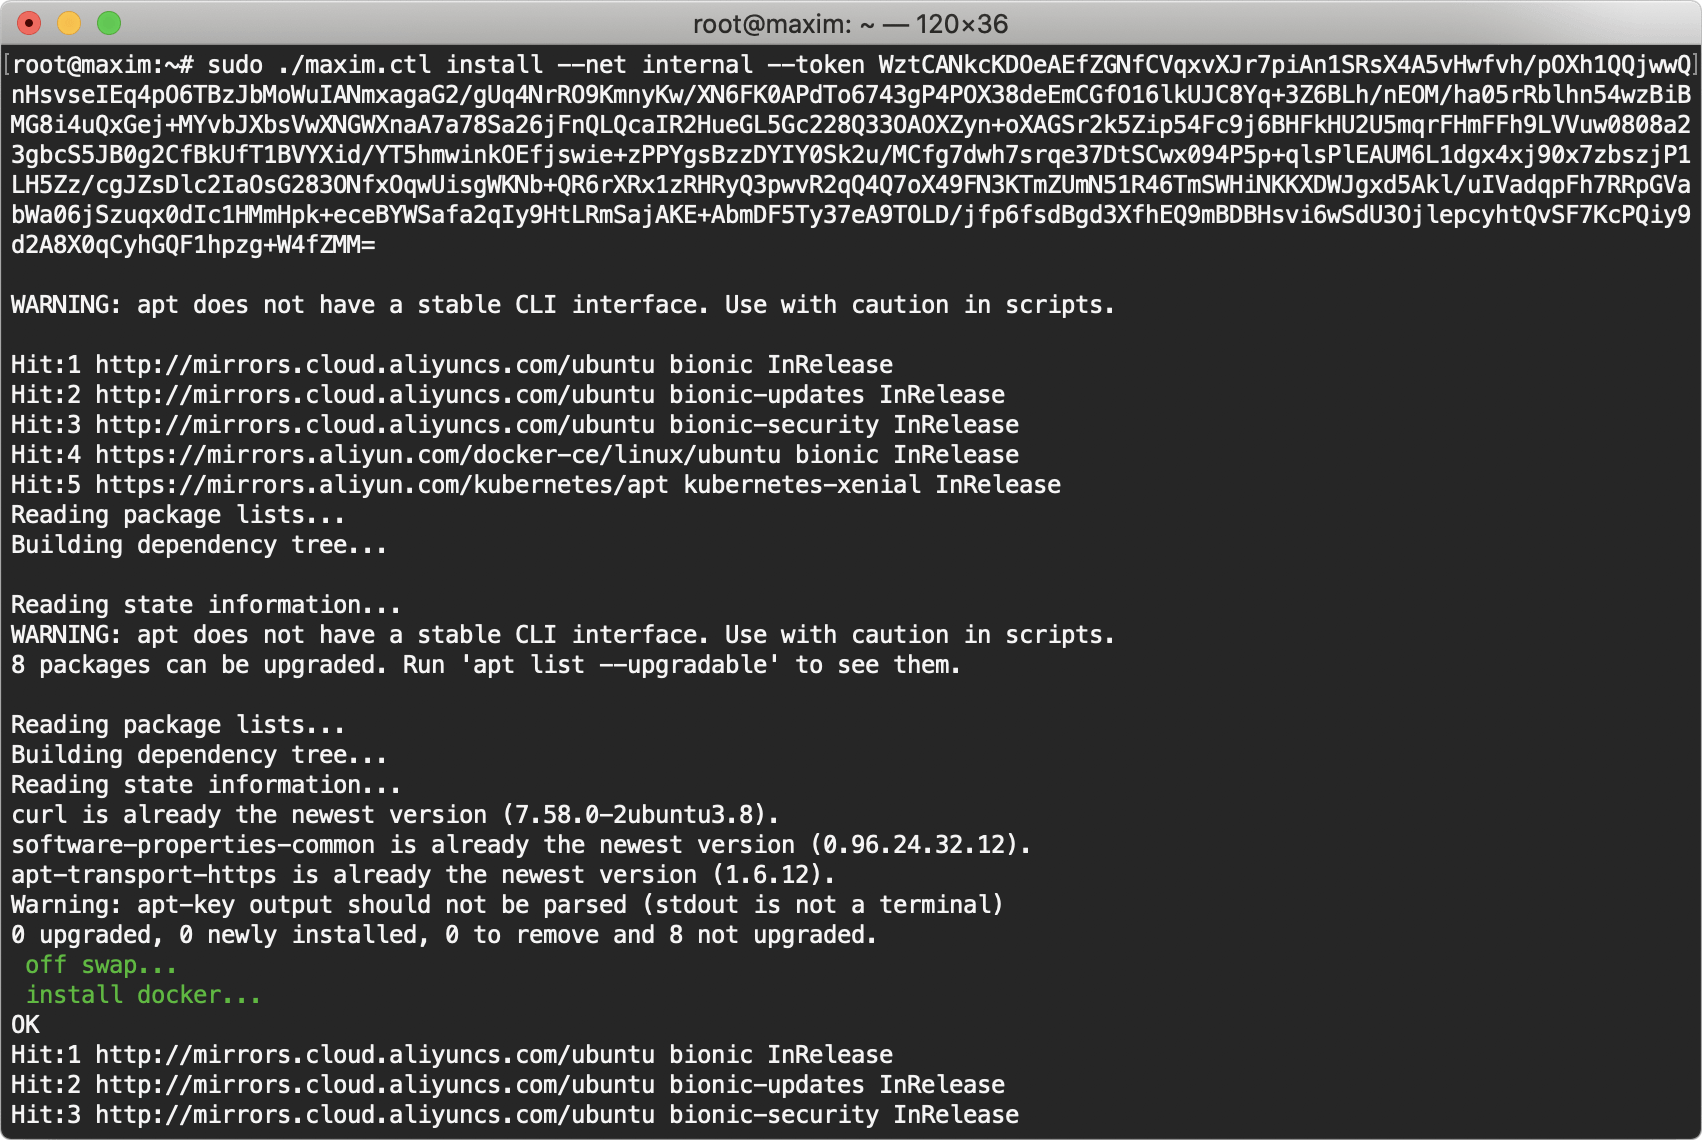 root@maxim: ~ — 120×36
[root@maxim:~# sudo ./maxim.ctl install --net internal --token WztCANkcKDOeAEfZGNfCVqxvXJr7piAn1SRsX4A5vHwfvh/pOXh1QQjwwQ]
nHsvseIEq4pO6TBzJbMoWuIANmxagaG2/gUq4NrRO9KmnyKw/XN6FK0APdTo6743gP4POX38deEmCGfO16lkUJC8Yq+3Z6BLh/nEOM/ha05rRblhn54wzBiB
MG8i4uQxGej+MYvbJXbsVwXNGWXnaA7a78Sa26jFnQLQcaIR2HueGL5Gc228Q33OAOXZyn+oXAGSr2k5Zip54Fc9j6BHFkHU2U5mqrFHmFFh9LVVuw0808a2
3gbcS5JB0g2CfBkUfT1BVYXid/YT5hmwinkOEfjswie+zPPYgsBzzDYIY0Sk2u/MCfg7dwh7srqe37DtSCwx094P5p+qlsPlEAUM6L1dgx4xj90x7zbszjP1
LH5Zz/cgJZsDlc2IaOsG283ONfxOqwUisgWKNb+QR6rXRx1zRHRyQ3pwvR2qQ4Q7oX49FN3KTmZUmN51R46TmSWHiNKKXDWJgxd5Akl/uIVadqpFh7RRpGVa
bWa06jSzuqx0dIc1HMmHpk+eceBYWSafa2qIy9HtLRmSajAKE+AbmDF5Ty37eA9TOLD/jfp6fsdBgd3XfhEQ9mBDBHsvi6wSdU3OjlepcyhtQvSF7KcPQiy9
d2A8X0qCyhGQF1hpzg+W4fZMM=
WARNING: apt does not have a stable CLI interface. Use with caution in scripts.
Hit:1 http://mirrors.cloud.aliyuncs.com/ubuntu bionic InRelease
Hit:2 http://mirrors.cloud.aliyuncs.com/ubuntu bionic-updates InRelease
Hit:3 http://mirrors.cloud.aliyuncs.com/ubuntu bionic-security InRelease
Hit:4 https://mirrors.aliyun.com/docker-ce/linux/ubuntu bionic InRelease
Hit:5 https://mirrors.aliyun.com/kubernetes/apt kubernetes-xenial InRelease
Reading package lists...
Building dependency tree...
Reading state information...
WARNING: apt does not have a stable CLI interface. Use with caution in scripts.
8 packages can be upgraded. Run 'apt list --upgradable' to see them.
Reading package lists...
Building dependency tree...
Reading state information...
curl is already the newest version (7.58.0-2ubuntu3.8).
software-properties-common is already the newest version (0.96.24.32.12).
apt-transport-https is already the newest version (1.6.12).
Warning: apt-key output should not be parsed (stdout is not a terminal)
0 upgraded, 0 newly installed, 0 to remove and 8 not upgraded.
off swap...
install docker...
OK
Hit:1 http://mirrors.cloud.aliyuncs.com/ubuntu bionic InRelease
Hit:2 http://mirrors.cloud.aliyuncs.com/ubuntu bionic-updates InRelease
Hit:3 http://mirrors.cloud.aliyuncs.com/ubuntu bionic-security InRelease